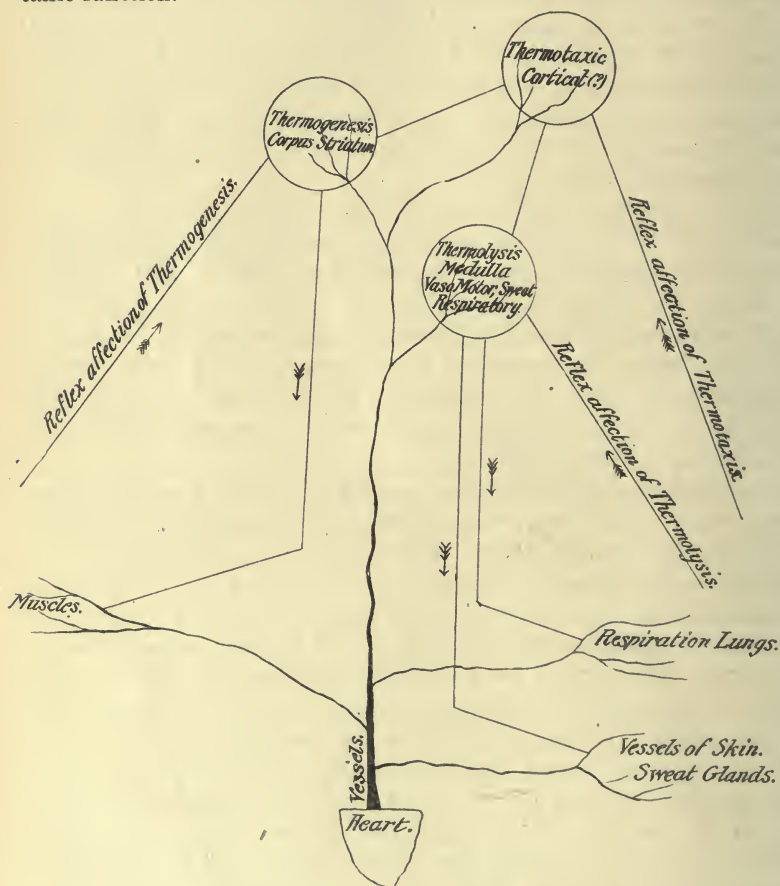 Thermotaxic
Cortical (?)
Thermogenesis
Corpas Striatum
Reflex affection of Thermogenesis.
Thermolysis
Medulla
Vaso Motor, Sweat
Respiratory.
Reflex affection of Thermotaxis.
Reflex affection of Thermolysis.
Muscles.
Respiration Lungs.
Vessels of Skin.
Sweat Glands.
Vessels.
Heart.